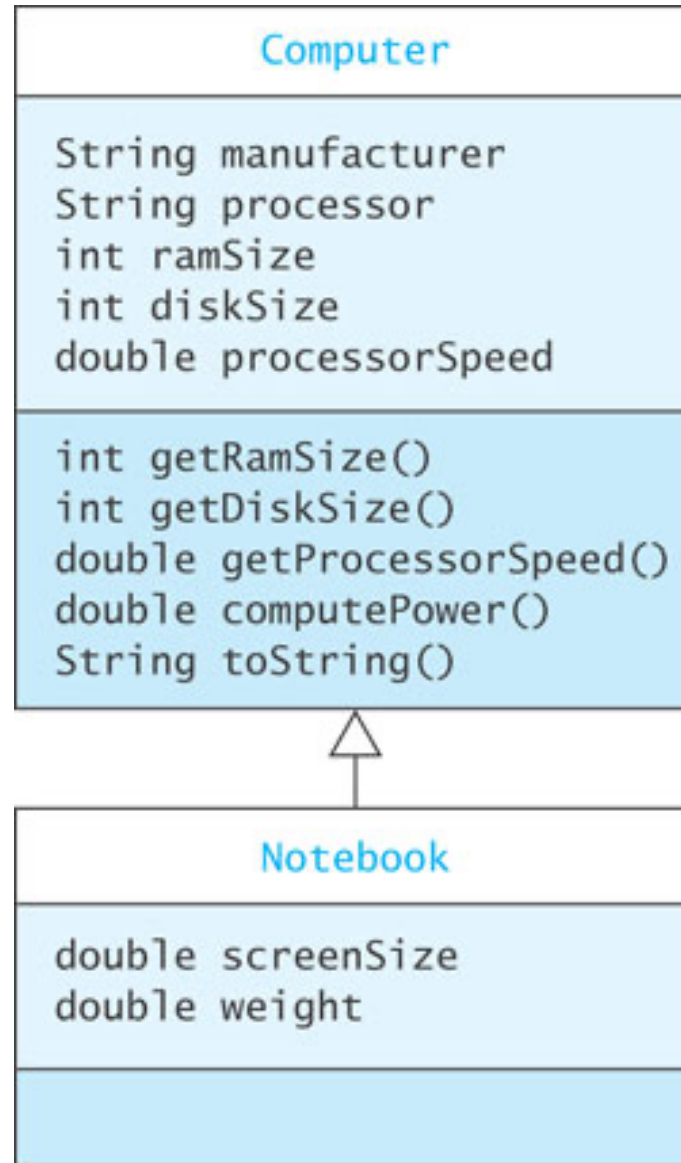 Computer
String manufacturer
String processor
int ramSize
int diskSize
double processorSpeed
int getRamSize()
int getDiskSize()
double getProcessorSpeed()
double computePower()
String toString()
Notebook
double screenSize
double weight